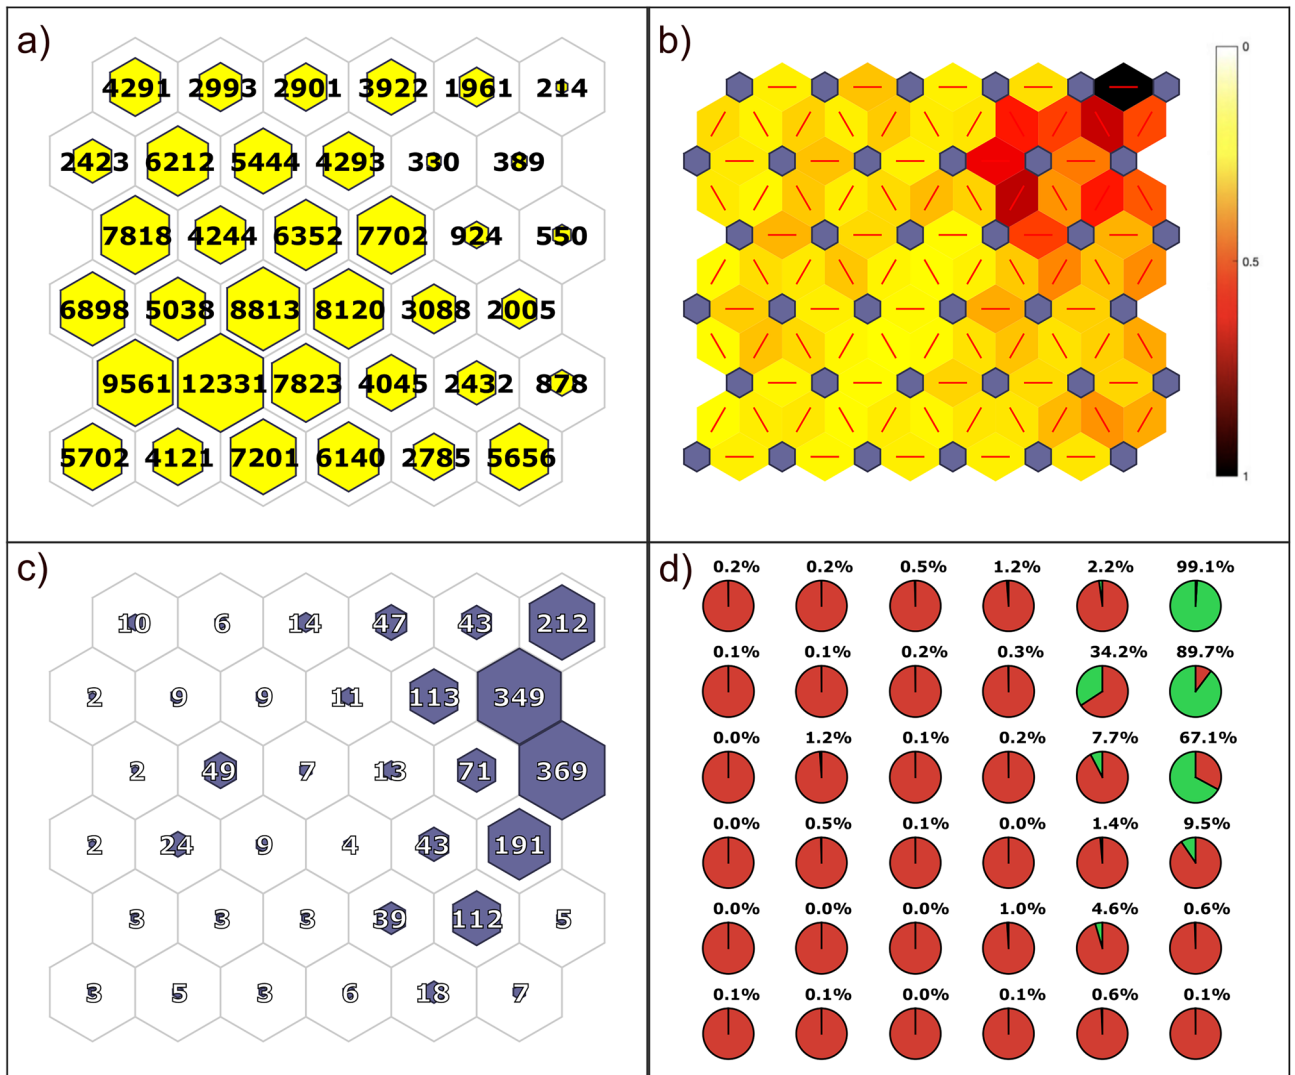 a)
4291 2993 2901 3922 1961 214
2423 6212 5444 4293 330 389
7818 4244 6352 7702 924 550
6898 5038 8813 8120 3088 2005
9561 12331 7823 4045 2432 878
5702 4121 7201 6140 2785 5656
b)
0
0.5
1
c)
10 6 14 47 43 212
2 9 9 11 113 349
2 49 7 13 71 369
2 24 9 4 43 191
3 3 3 39 112 5
3 5 3 6 18 7
d)
0.2% 0.2% 0.5% 1.2% 2.2% 99.1%
0.1% 0.1% 0.2% 0.3% 34.2% 89.7%
0.0% 1.2% 0.1% 0.2% 7.7% 67.1%
0.0% 0.5% 0.1% 0.0% 1.4% 9.5%
0.0% 0.0% 0.0% 1.0% 4.6% 0.6%
0.1% 0.1% 0.0% 0.1% 0.6% 0.1%